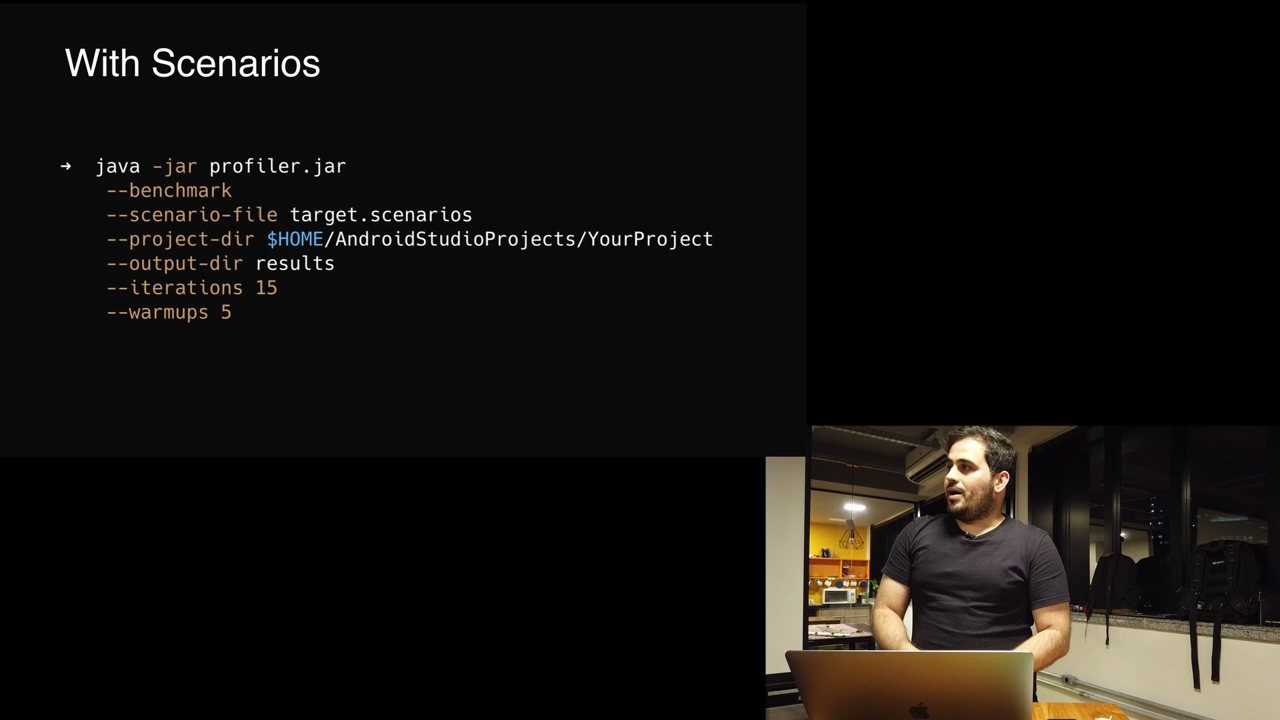 With Scenarios
➜ java -jar profiler.jar
--benchmark
--scenario-file target.scenarios
--project-dir $HOME/AndroidStudioProjects/YourProject
--output-dir results
--iterations 15
--warmups 5